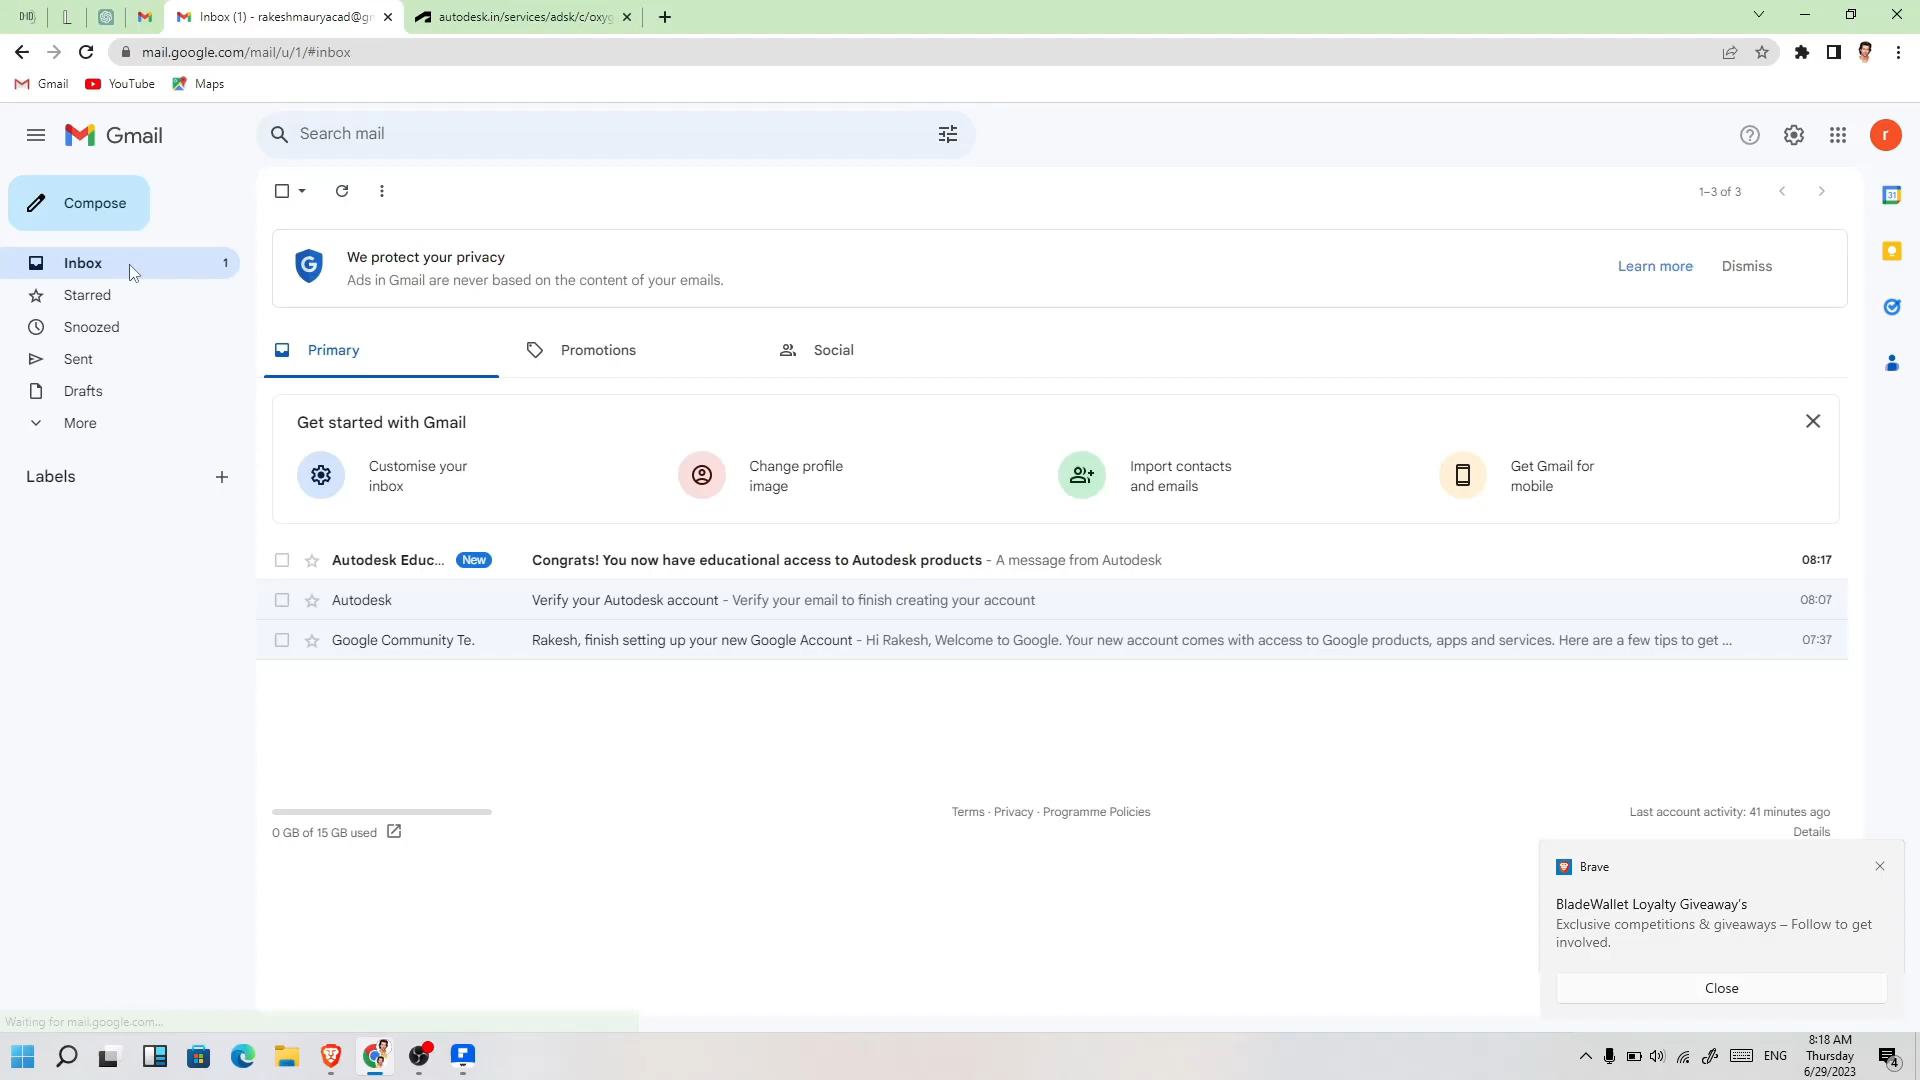 Inbox (1) - rakeshmauryacad@gm
autodesk.in/services/adsk/c/oxyg
mail.google.com/mail/u/1/#inbox
Gmail
YouTube
Maps
Gmail
Search mail
r
Compose
1–3 of 3
31
We protect your privacy
Ads in Gmail are never based on the content of your emails.
Learn more
Dismiss
Inbox
1
Starred
Snoozed
Sent
Drafts
More
Labels
Primary
Promotions
Social
Get started with Gmail
Customise your
inbox
Change profile
image
Import contacts
and emails
Get Gmail for
mobile
Autodesk Educ... New Congrats! You now have educational access to Autodesk products - A message from Autodesk 08:17
Autodesk Verify your Autodesk account - Verify your email to finish creating your account 08:07
Google Community Te. Rakesh, finish setting up your new Google Account - Hi Rakesh, Welcome to Google. Your new account comes with access to Google products, apps and services. Here are a few tips to get ... 07:37
0 GB of 15 GB used
Terms · Privacy · Programme Policies
Last account activity: 41 minutes ago
Details
Brave
BladeWallet Loyalty Giveaway's
Exclusive competitions & giveaways – Follow to get
involved.
Close
Waiting for mail.google.com...
ENG
8:18 AM
Thursday
6/29/2023
4